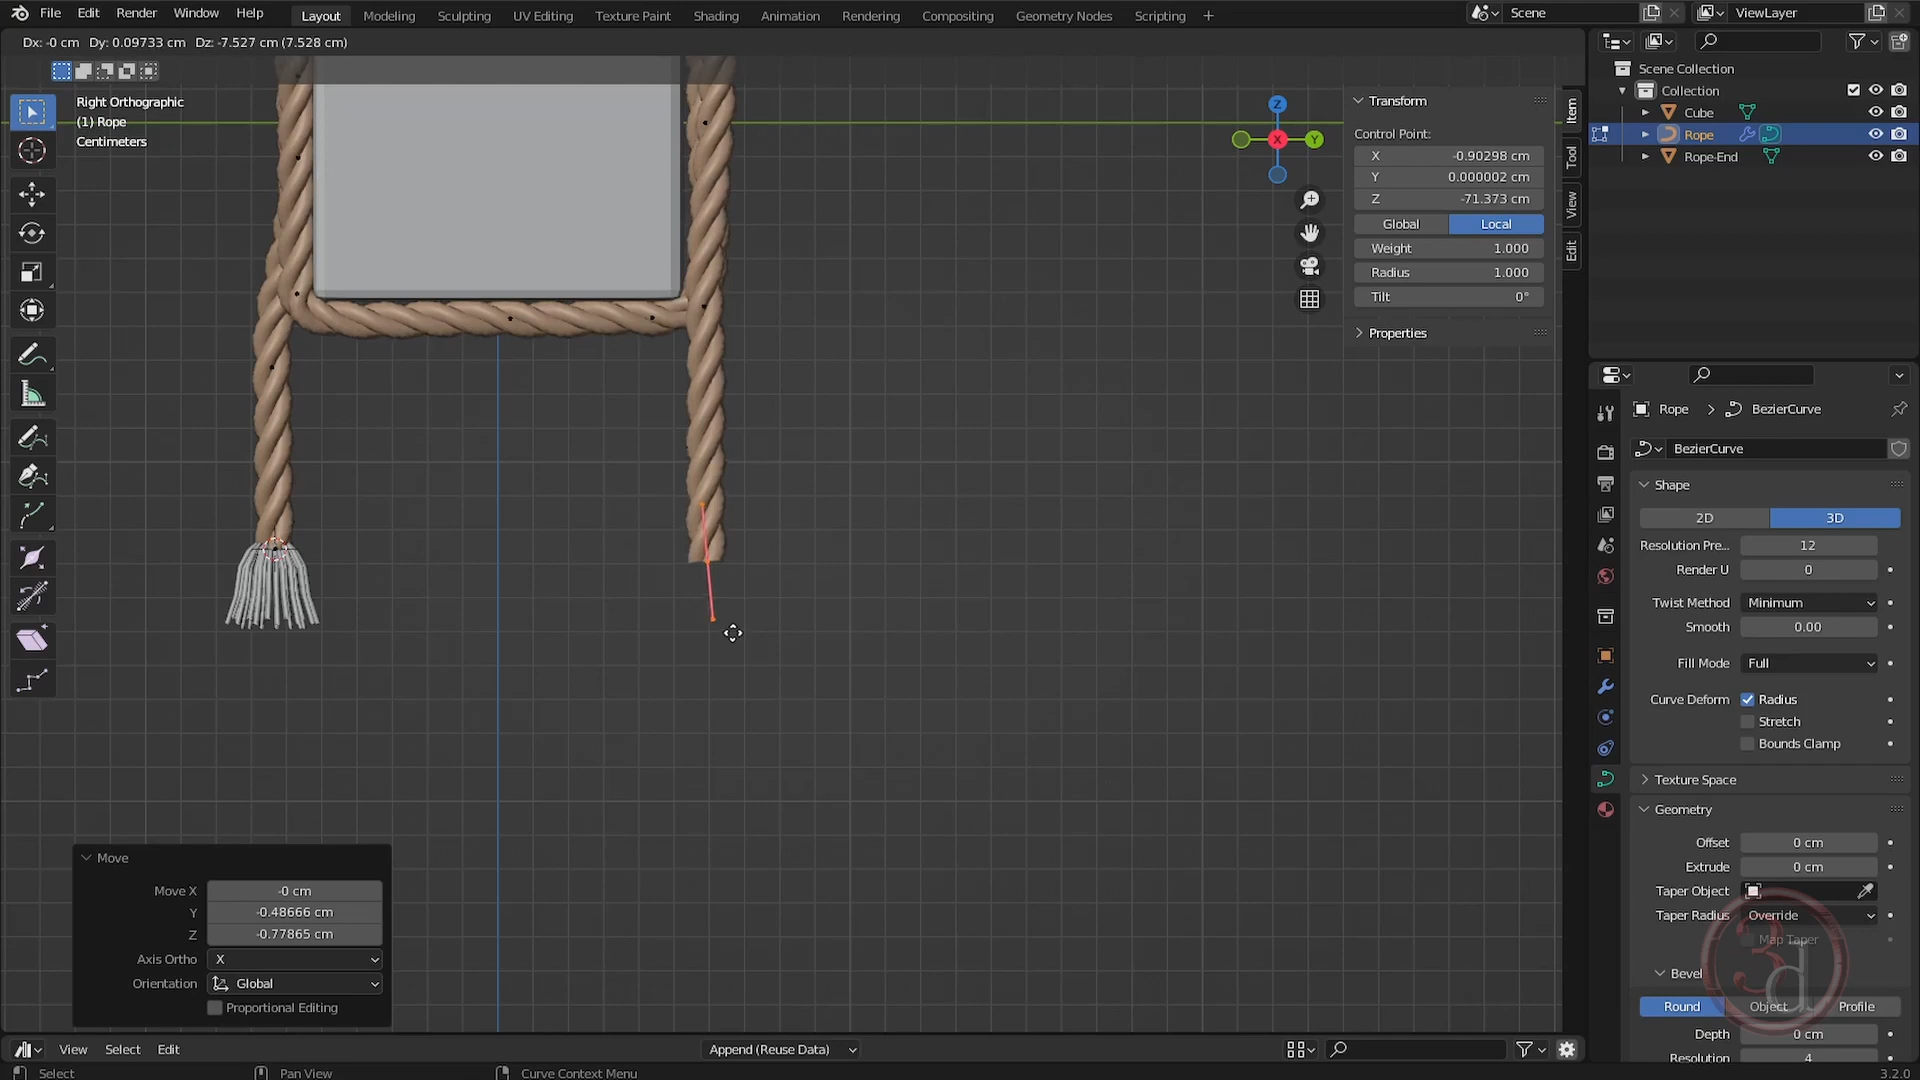 File Edit Render Window Help Layout Modeling Sculpting UV Editing Texture Paint Shading Animation Rendering Compositing Geometry Nodes Scripting + Scene ViewLayer
Dx: -0 cm Dy: 0.09733 cm Dz: -7.527 cm (7.528 cm)
Right Orthographic
(1) Rope
Centimeters
Z
X
Y
Transform
Control Point:
X -0.90298 cm
Y 0.000002 cm
Z -71.373 cm
Global Local
Weight 1.000
Radius 1.000
Tilt 0°
Properties
Item
Tool
View
Edit
Scene Collection
Collection
Cube
Rope
Rope-End
Rope > BezierCurve
BezierCurve
Shape
2D 3D
Resolution Pre... 12
Render U 0
Twist Method Minimum
Smooth 0.00
Fill Mode Full
Curve Deform Radius
Stretch
Bounds Clamp
Texture Space
Geometry
Offset 0 cm
Extrude 0 cm
Taper Object
Taper Radius Override
Map Taper
Bevel
Round Object Profile
Depth 0 cm
Resolution 4
3d
Move
Move X -0 cm
Y -0.48666 cm
Z -0.77865 cm
Axis Ortho X
Orientation Global
Proportional Editing
View Select Edit Append (Reuse Data)
Select Pan View Curve Context Menu 3.2.0